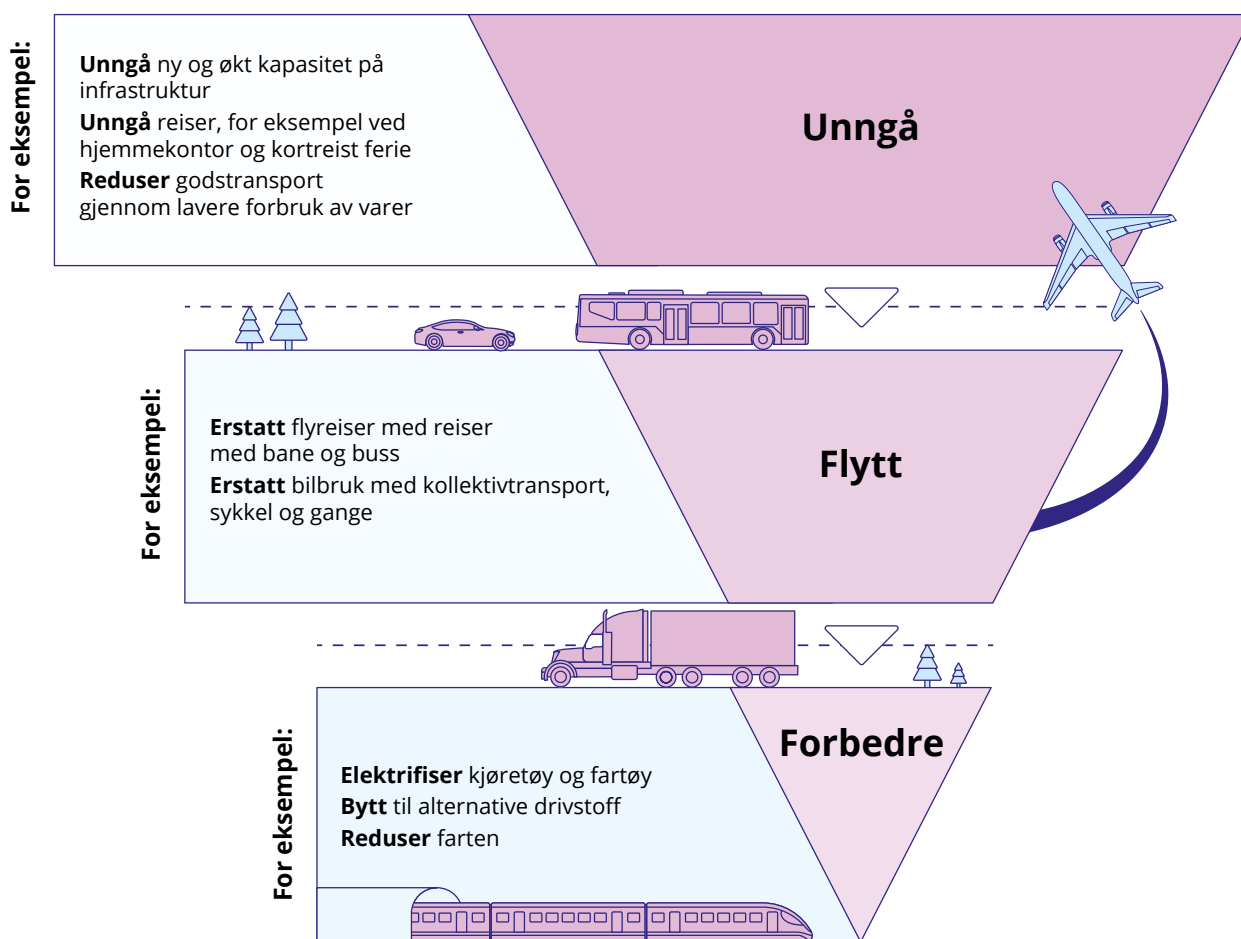 For eksempel:
Unngå ny og økt kapasitet på
infrastruktur
Unngå reiser, for eksempel ved
hjemmekontor og kortreist ferie
Reduser godstransport
gjennom lavere forbruk av varer
Unngå
For eksempel:
Erstatt flyreiser med reiser
med bane og buss
Erstatt bilbruk med kollektivtransport,
sykkel og gange
Flytt
For eksempel:
Elektrifiser kjøretøy og fartøy
Bytt til alternative drivstoff
Reduser farten
Forbedre